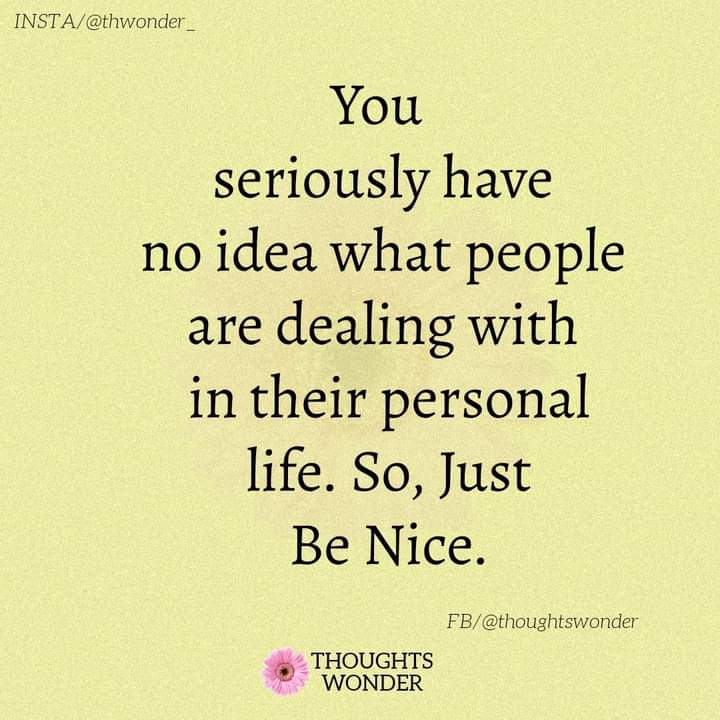 INSTA/@thwonder_
You
seriously have
no idea what people
are dealing with
in their personal
life. So, Just
Be Nice.
FB/@thoughtswonder
THOUGHTS
WONDER